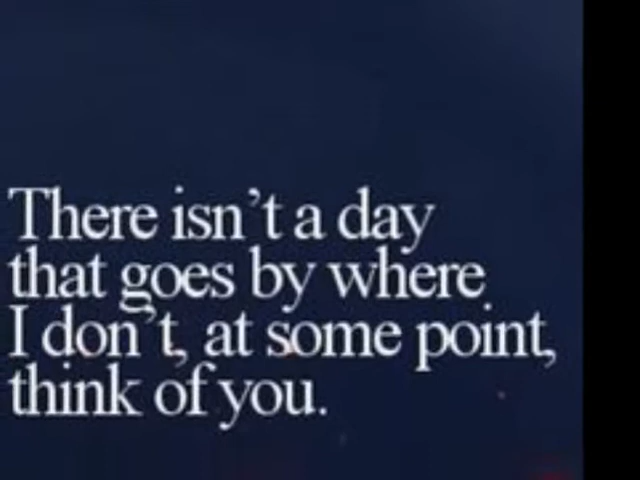 There isn't a day
that goes by where
I don't, at some point,
think of you.